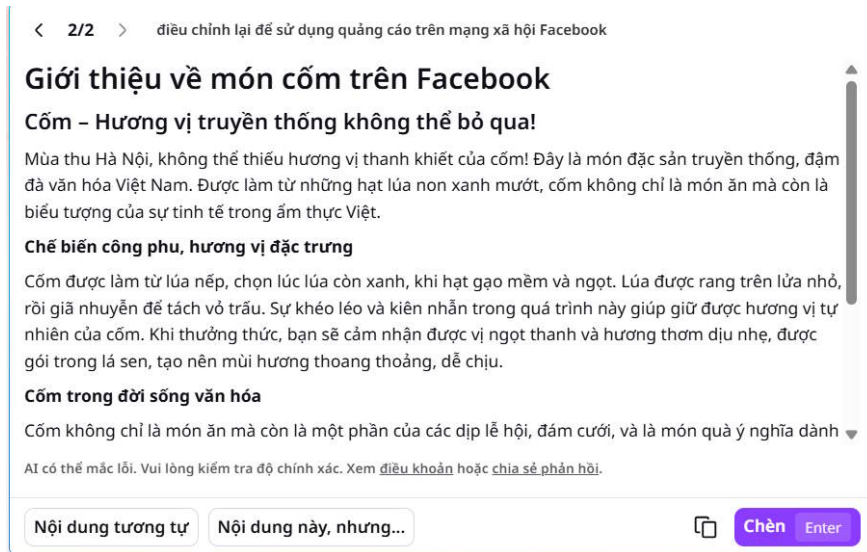 2/2 điều chỉnh lại để sử dụng quảng cáo trên mạng xã hội Facebook
Giới thiệu về món cốm trên Facebook
Cốm – Hương vị truyền thống không thể bỏ qua!
Mùa thu Hà Nội, không thể thiếu hương vị thanh khiết của cốm! Đây là món đặc sản truyền thống, đậm
đà văn hóa Việt Nam. Được làm từ những hạt lúa non xanh mướt, cốm không chỉ là món ăn mà còn là
biểu tượng của sự tinh tế trong ẩm thực Việt.
Chế biến công phu, hương vị đặc trưng
Cốm được làm từ lúa nếp, chọn lúc lúa còn xanh, khi hạt gạo mềm và ngọt. Lúa được rang trên lửa nhỏ,
rồi giã nhuyễn để tách vỏ trấu. Sự khéo léo và kiên nhẫn trong quá trình này giúp giữ được hương vị tự
nhiên của cốm. Khi thưởng thức, bạn sẽ cảm nhận được vị ngọt thanh và hương thơm dịu nhẹ, được
gói trong lá sen, tạo nên mùi hương thoang thoảng, dễ chịu.
Cốm trong đời sống văn hóa
Cốm không chỉ là món ăn mà còn là một phần của các dịp lễ hội, đám cưới, và là món quà ý nghĩa dành
AI có thể mắc lỗi. Vui lòng kiểm tra độ chính xác. Xem điều khoản hoặc chia sẻ phản hồi.
Nội dung tương tự Nội dung này, nhưng... Chèn Enter